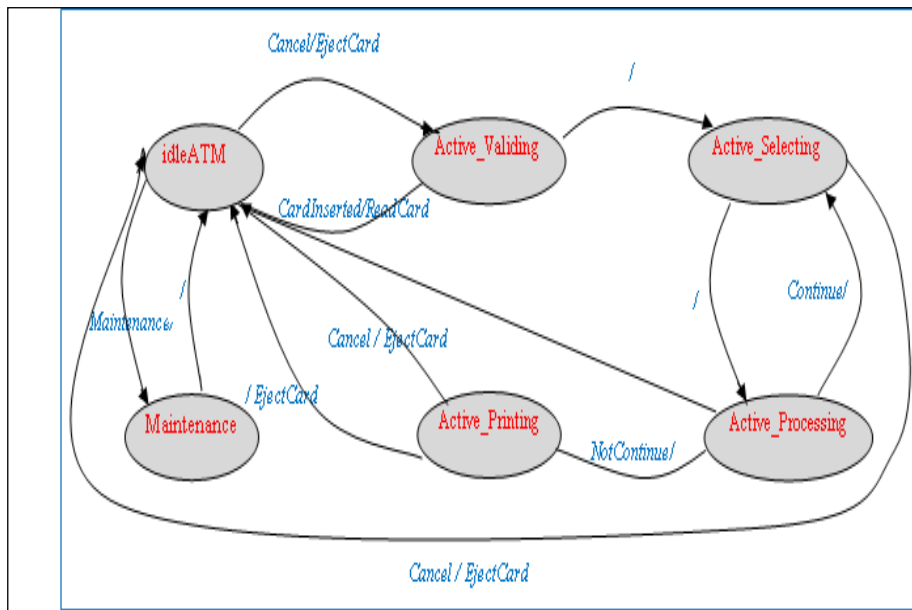 Cancel/EjectCard
/
idleATM
Active_Validing
Active_Selecting
CardInserted/ReadCard
/
Continue/
/
Maintenance/
Cancel / EjectCard
/ EjectCard
Maintenance
Active_Printing
Active_Processing
NotContinue/
Cancel / EjectCard